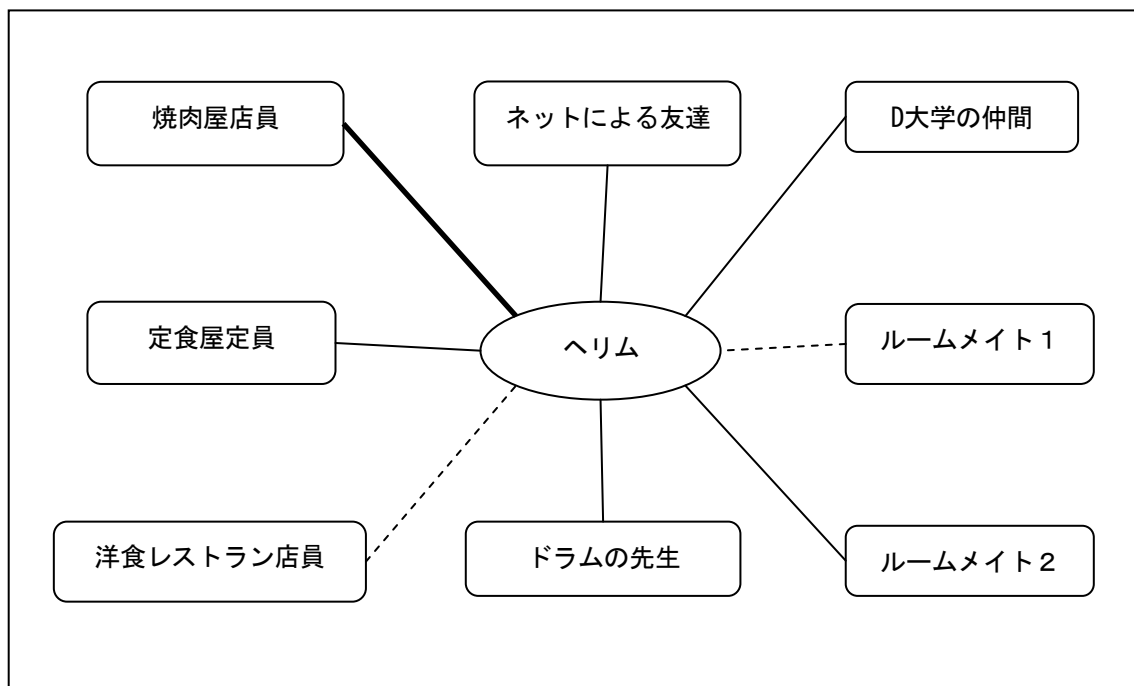 焼肉屋店員
ネットによる友達
D大学の仲間
定食屋定員
ヘリム
ルームメイト１
洋食レストラン店員
ドラムの先生
ルームメイト２